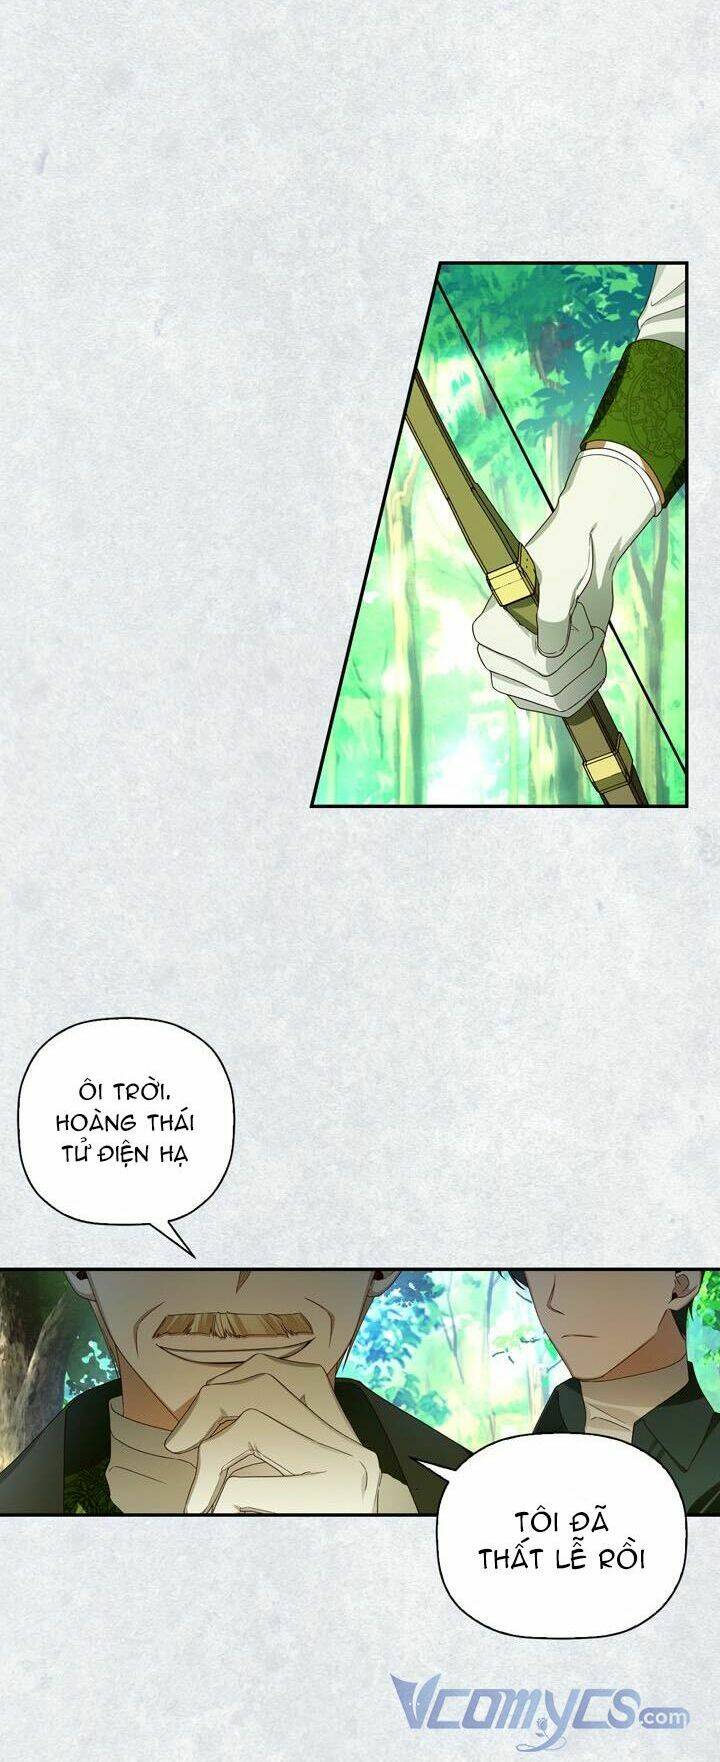 ÔI TRỜI,
HOÀNG THÁI
TỬ ĐIỆN HẠ
TÔI ĐÃ
THẤT LỄ RỒI
VCOMYCS.com